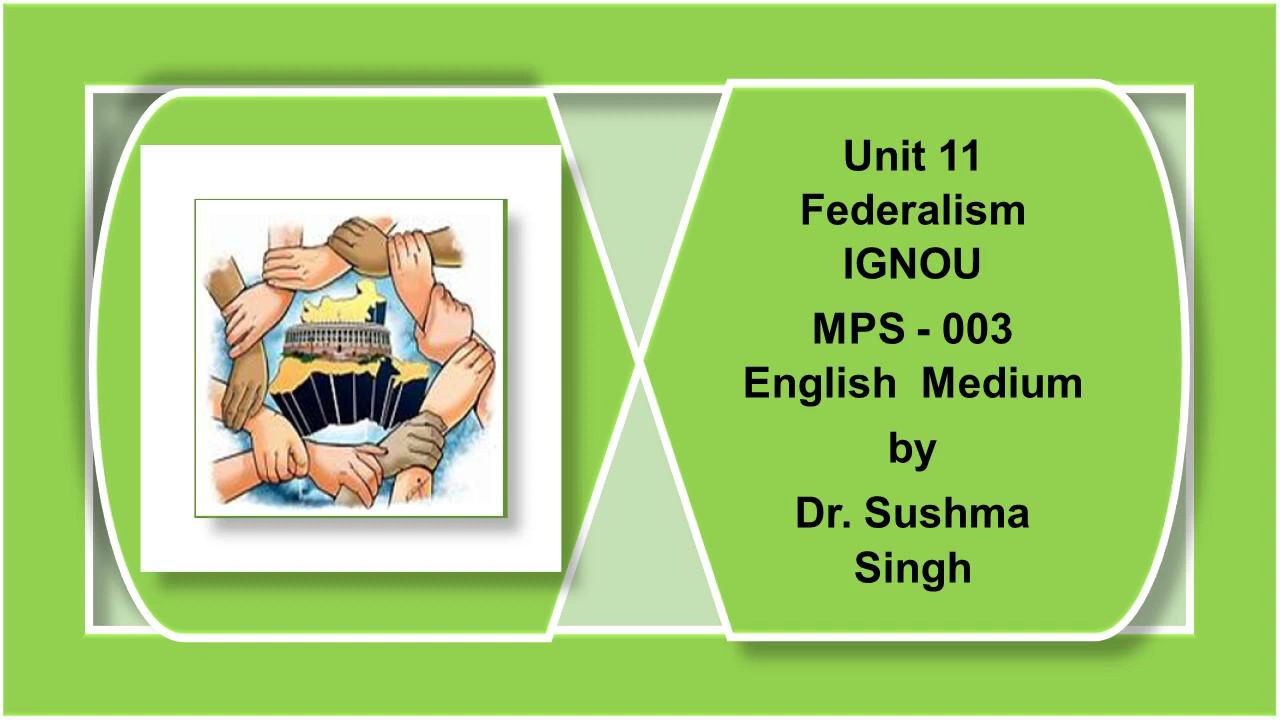 Unit 11
Federalism
IGNOU
MPS - 003
English  Medium
by
Dr. Sushma
Singh